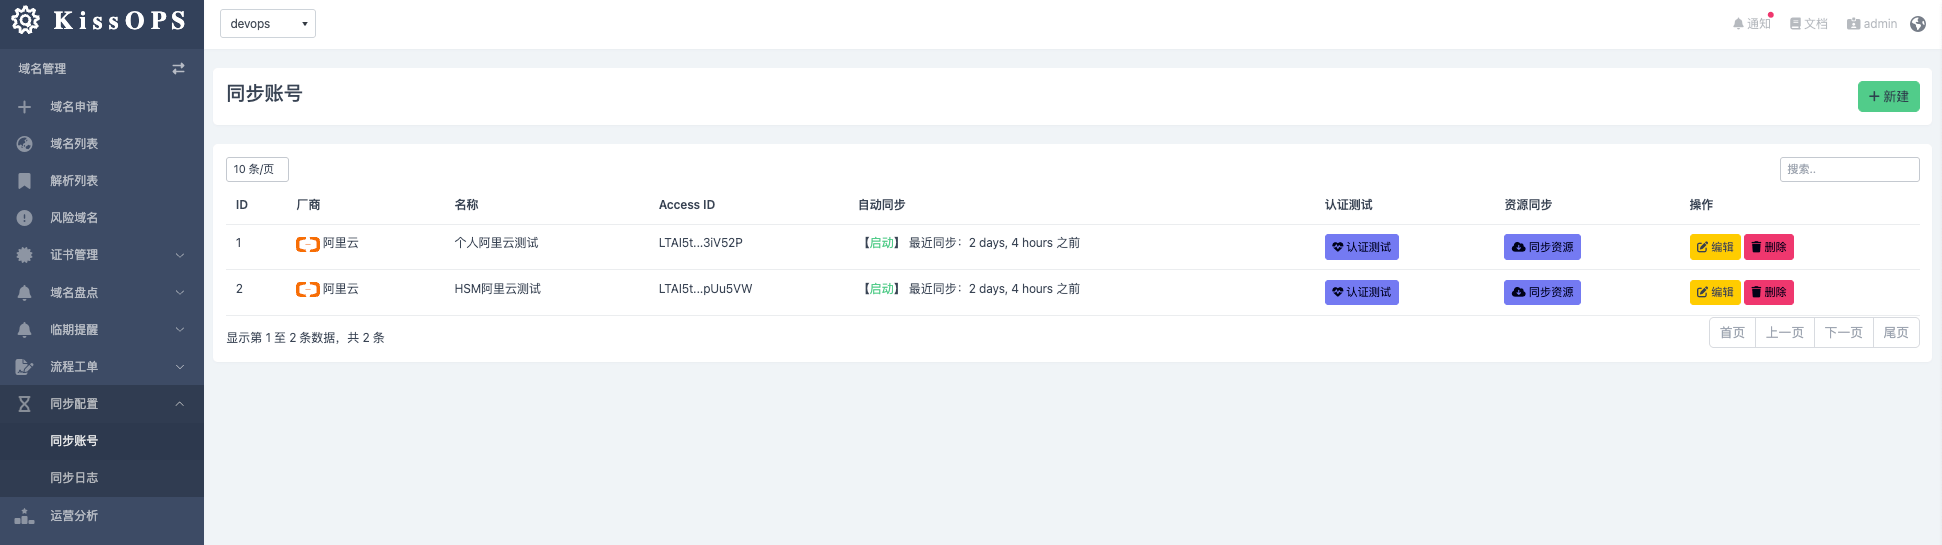 KissOPS
devops
通知
文档
admin
域名管理
域名申请
域名列表
解析列表
风险域名
证书管理
域名盘点
临期提醒
流程工单
同步配置
同步账号
同步日志
运营分析
同步账号
新建
10 条/页
搜索..
ID 厂商 名称 Access ID 自动同步 认证测试 资源同步 操作
1 阿里云 个人阿里云测试 LTAI5t...3iV52P 【启动】 最近同步：2 days, 4 hours 之前 认证测试 同步资源 编辑 删除
2 阿里云 HSM阿里云测试 LTAI5t...pUu5VW 【启动】 最近同步：2 days, 4 hours 之前 认证测试 同步资源 编辑 删除
显示第 1 至 2 条数据，共 2 条
首页 上一页 下一页 尾页